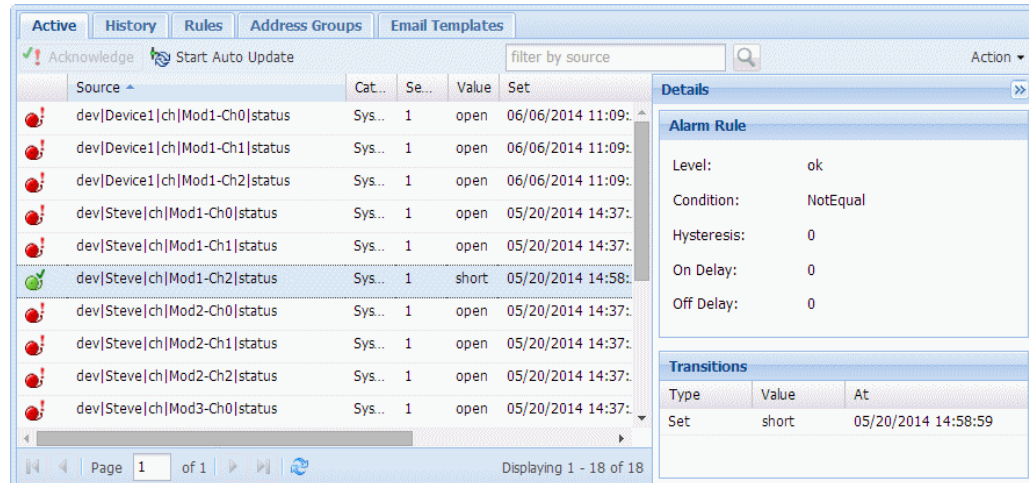 Active History Rules Address Groups Email Templates
Acknowledge Start Auto Update filter by source Action
Source Cat... Se... Value Set
dev|Device1|ch|Mod1-Ch0|status Sys... 1 open 06/06/2014 11:09:
dev|Device1|ch|Mod1-Ch1|status Sys... 1 open 06/06/2014 11:09:
dev|Device1|ch|Mod1-Ch2|status Sys... 1 open 06/06/2014 11:09:
dev|Steve|ch|Mod1-Ch0|status Sys... 1 open 05/20/2014 14:37:
dev|Steve|ch|Mod1-Ch1|status Sys... 1 open 05/20/2014 14:37:
dev|Steve|ch|Mod1-Ch2|status Sys... 1 short 05/20/2014 14:58:
dev|Steve|ch|Mod2-Ch0|status Sys... 1 open 05/20/2014 14:37:
dev|Steve|ch|Mod2-Ch1|status Sys... 1 open 05/20/2014 14:37:
dev|Steve|ch|Mod2-Ch2|status Sys... 1 open 05/20/2014 14:37:
dev|Steve|ch|Mod3-Ch0|status Sys... 1 open 05/20/2014 14:37:
Page 1 of 1 Displaying 1 - 18 of 18
Details
Alarm Rule
Level: ok
Condition: NotEqual
Hysteresis: 0
On Delay: 0
Off Delay: 0
Transitions
Type Value At
Set short 05/20/2014 14:58:59